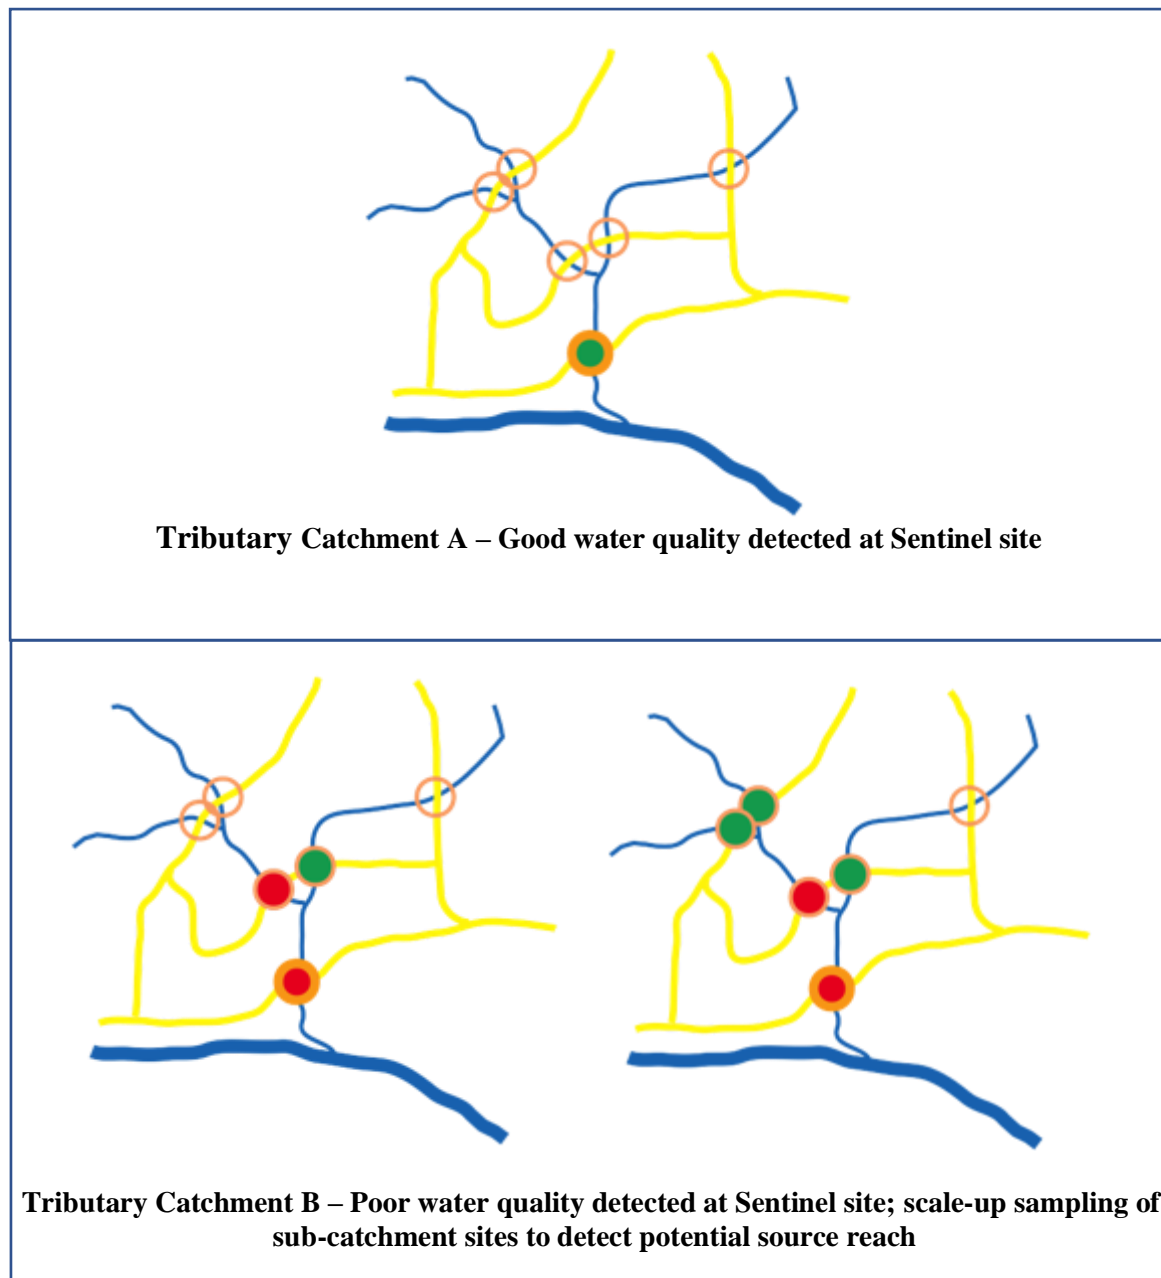 Tributary Catchment A – Good water quality detected at Sentinel site
Tributary Catchment B – Poor water quality detected at Sentinel site; scale-up sampling of
sub-catchment sites to detect potential source reach